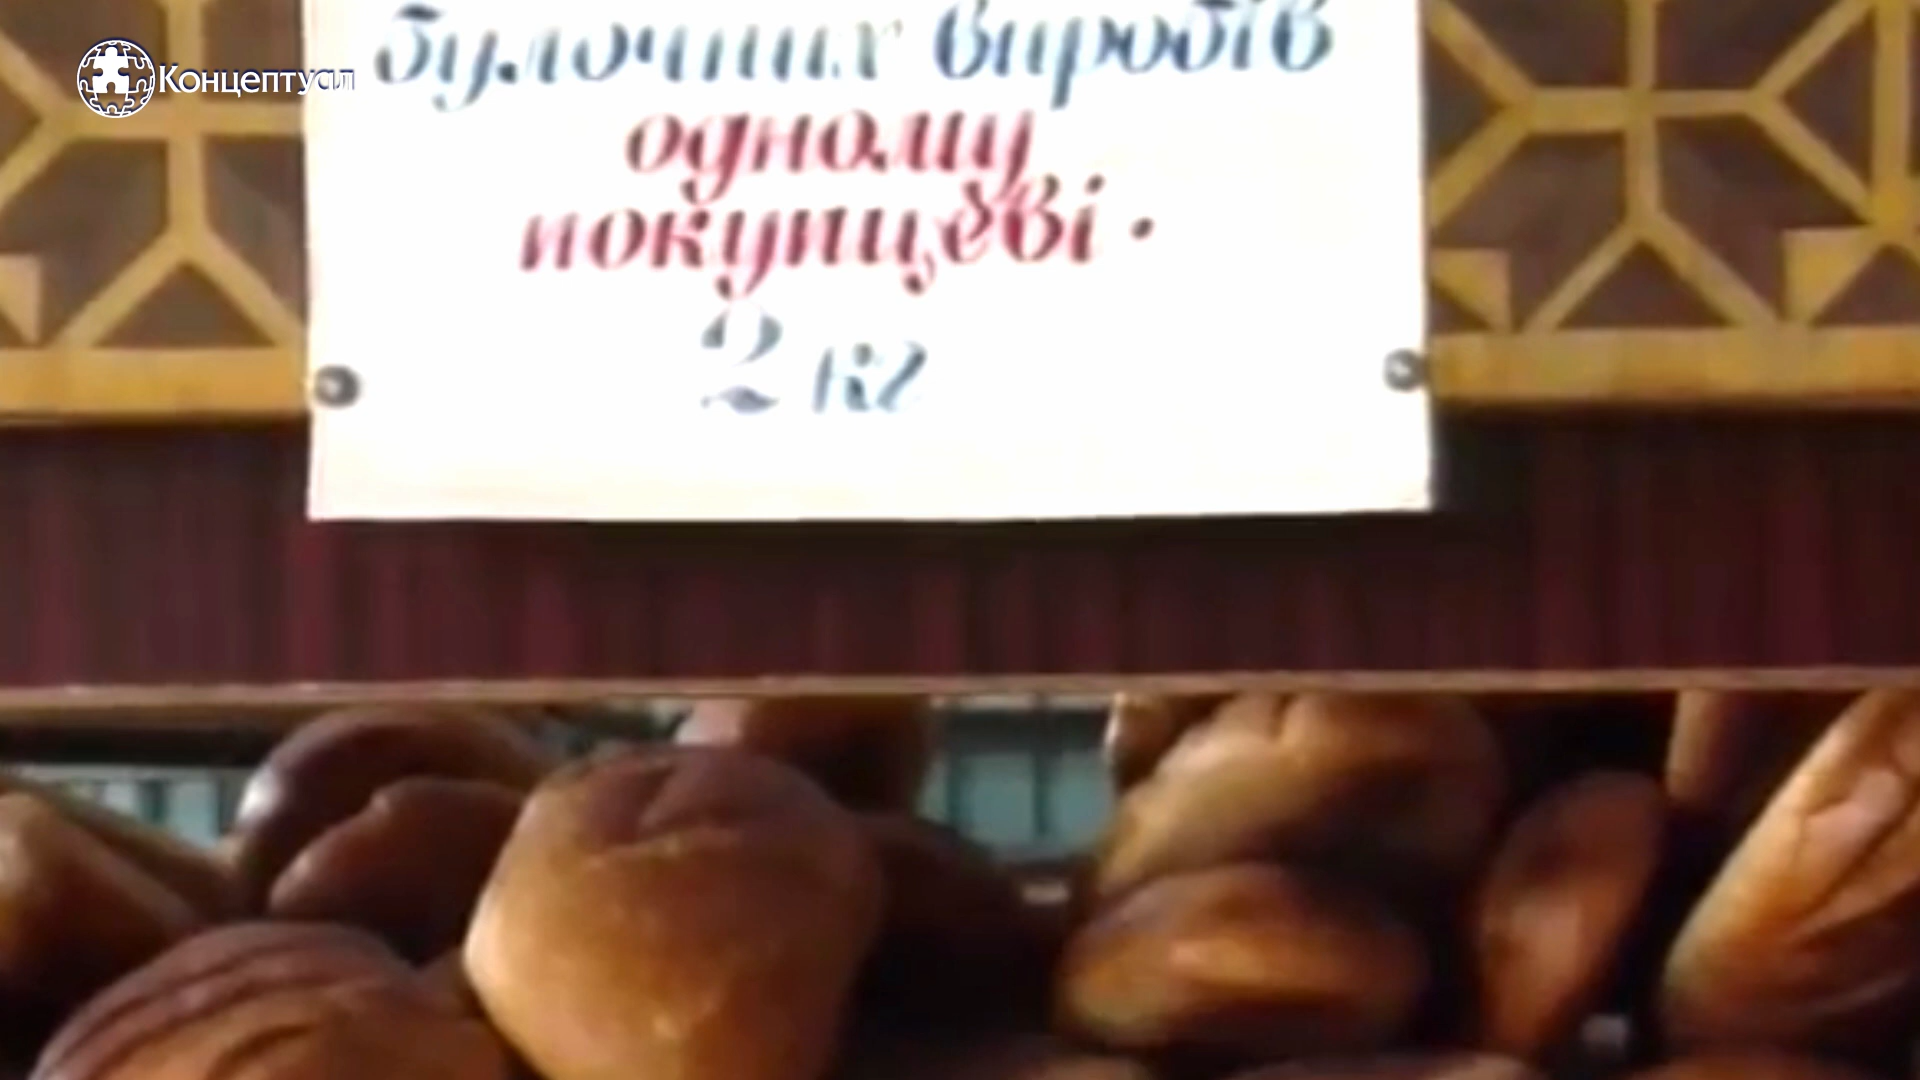 Концептуал
булочних виробів
одному
покупцеві.
2 кг